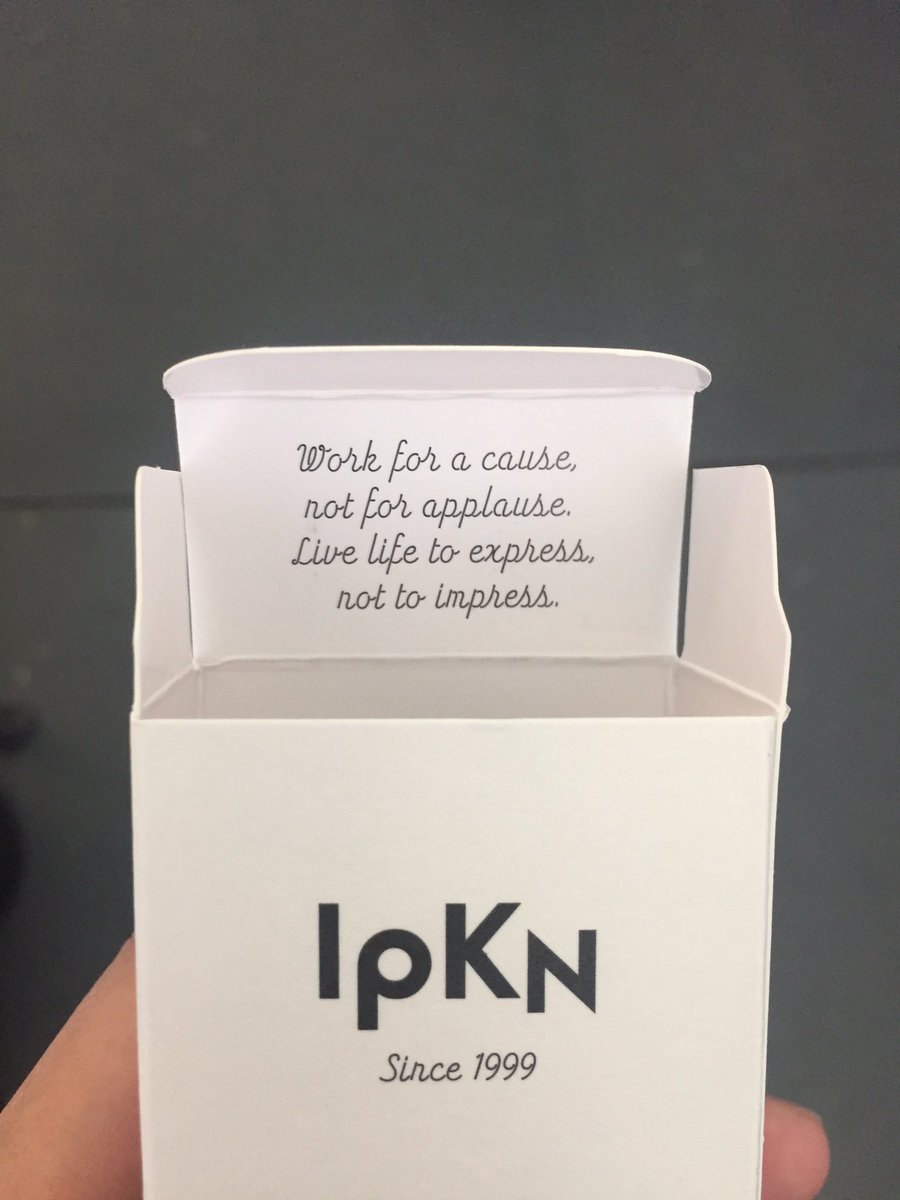 Work for a cause,
not for applause.
Live life to express,
not to impress.
IpKN
Since 1999